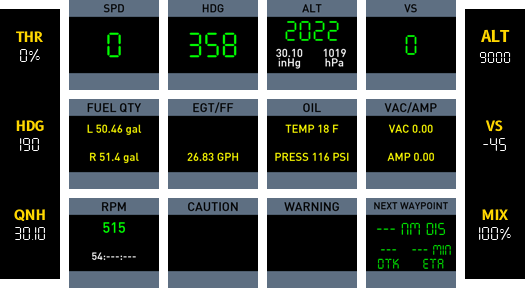 SPD
HDG
ALT
VS
THR
0%
0
358
2022
30.10 inHg
1019 hPa
0
ALT
9000
FUEL QTY
EGT/FF
OIL
VAC/AMP
HDG
190
L 50.46 gal
R 51.4 gal
26.83 GPH
TEMP 18 F
PRESS 116 PSI
VAC 0.00
AMP 0.00
VS
-45
RPM
CAUTION
WARNING
NEXT WAYPOINT
QNH
30.10
515
54:---:---
--- NM DIS
--- --- MIN
DTK ETA
MIX
100%